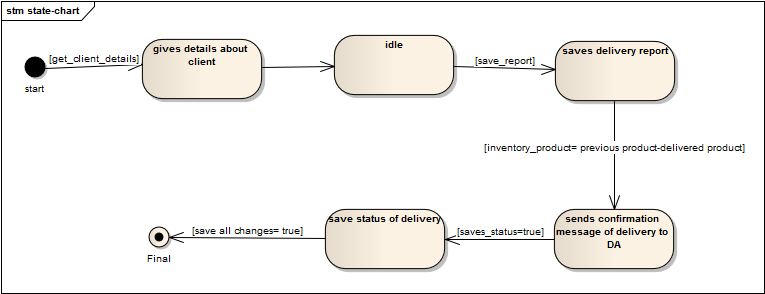 stm state-chart
[get_client_details]
start
gives details about
client
idle
[save_report]
saves delivery report
[inventory_product= previous product-delivered product]
sends confirmation
message of delivery to
DA
[saves_status=true]
save status of delivery
[save all changes= true]
Final